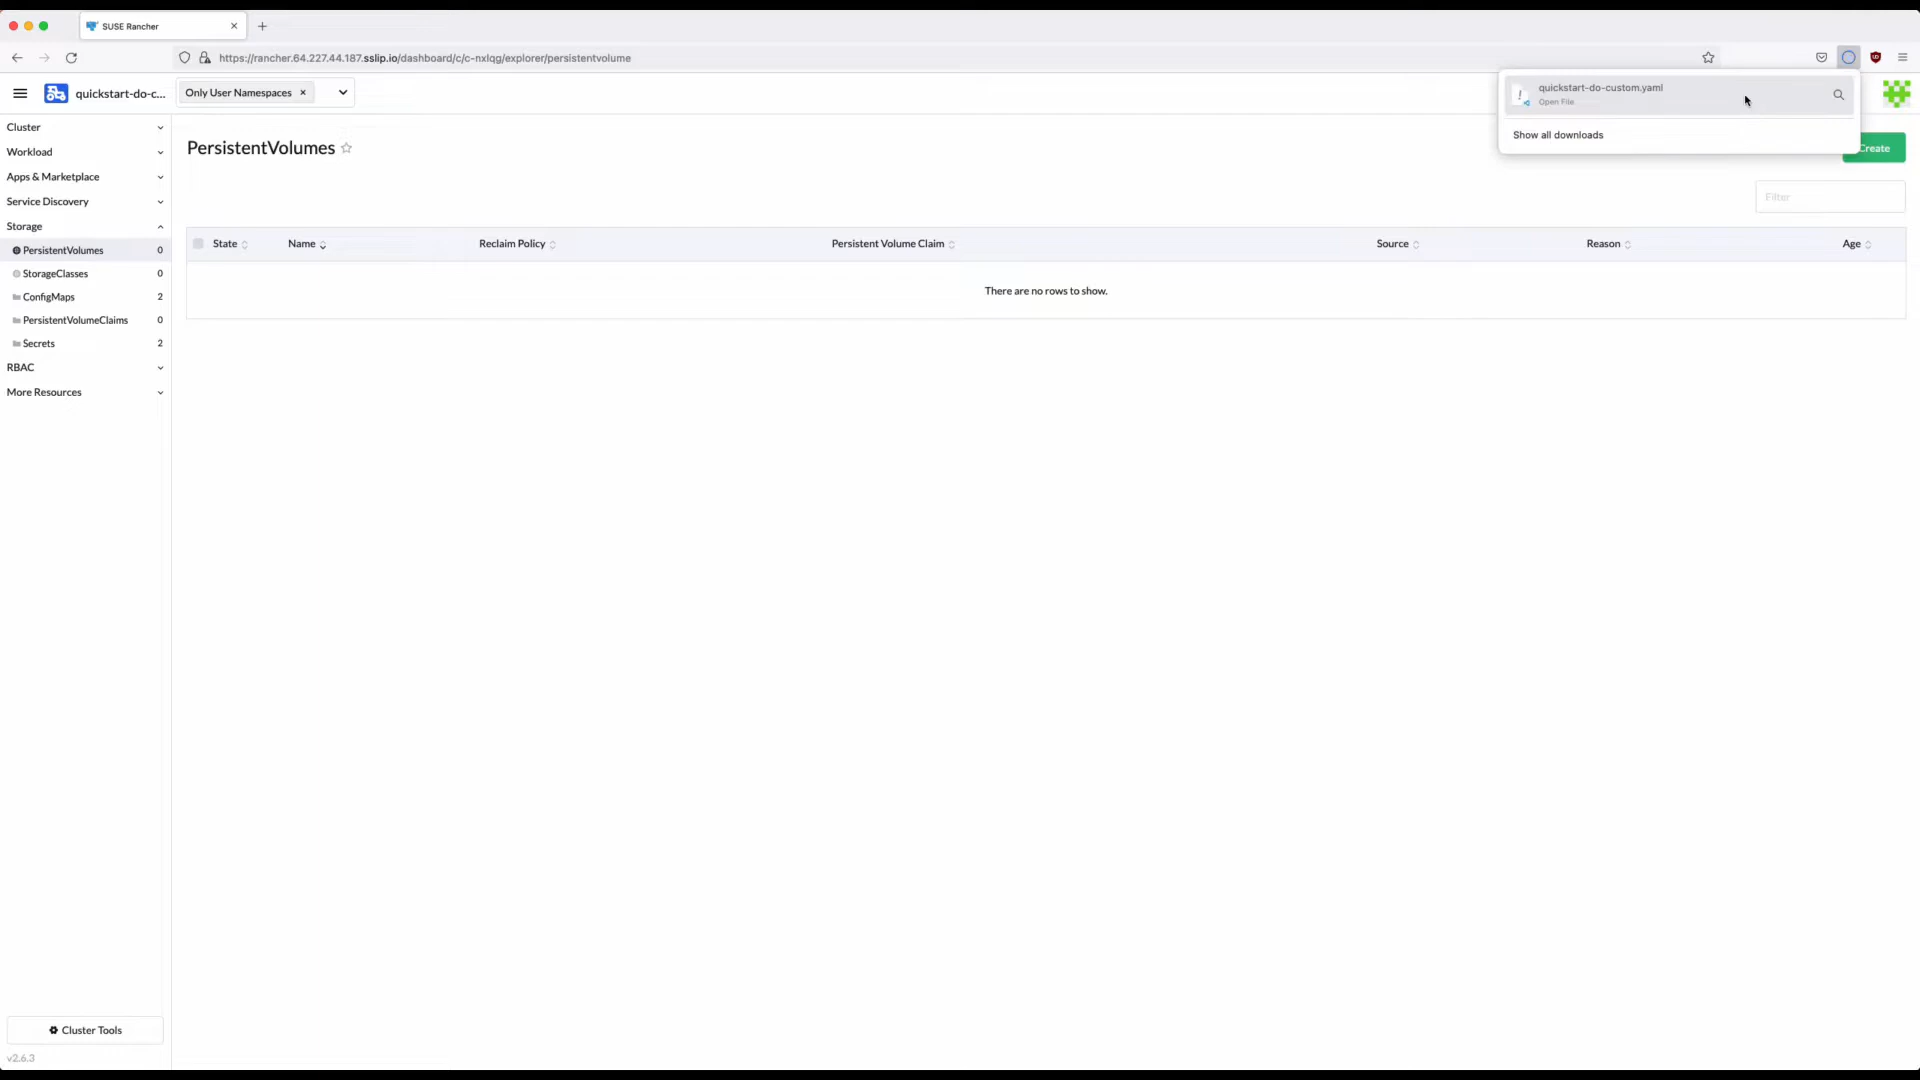 SUSE Rancher
https://rancher.64.227.44.187.sslip.io/dashboard/c/c-nxlqg/explorer/persistentvolume
quickstart-do-c...
Only User Namespaces
quickstart-do-custom.yaml
Open File
Show all downloads
Cluster
Workload
Apps & Marketplace
Service Discovery
Storage
PersistentVolumes 0
StorageClasses 0
ConfigMaps 2
PersistentVolumeClaims 0
Secrets 2
RBAC
More Resources
PersistentVolumes
Create
Filter
State Name Reclaim Policy Persistent Volume Claim Source Reason Age
There are no rows to show.
Cluster Tools
v2.6.3